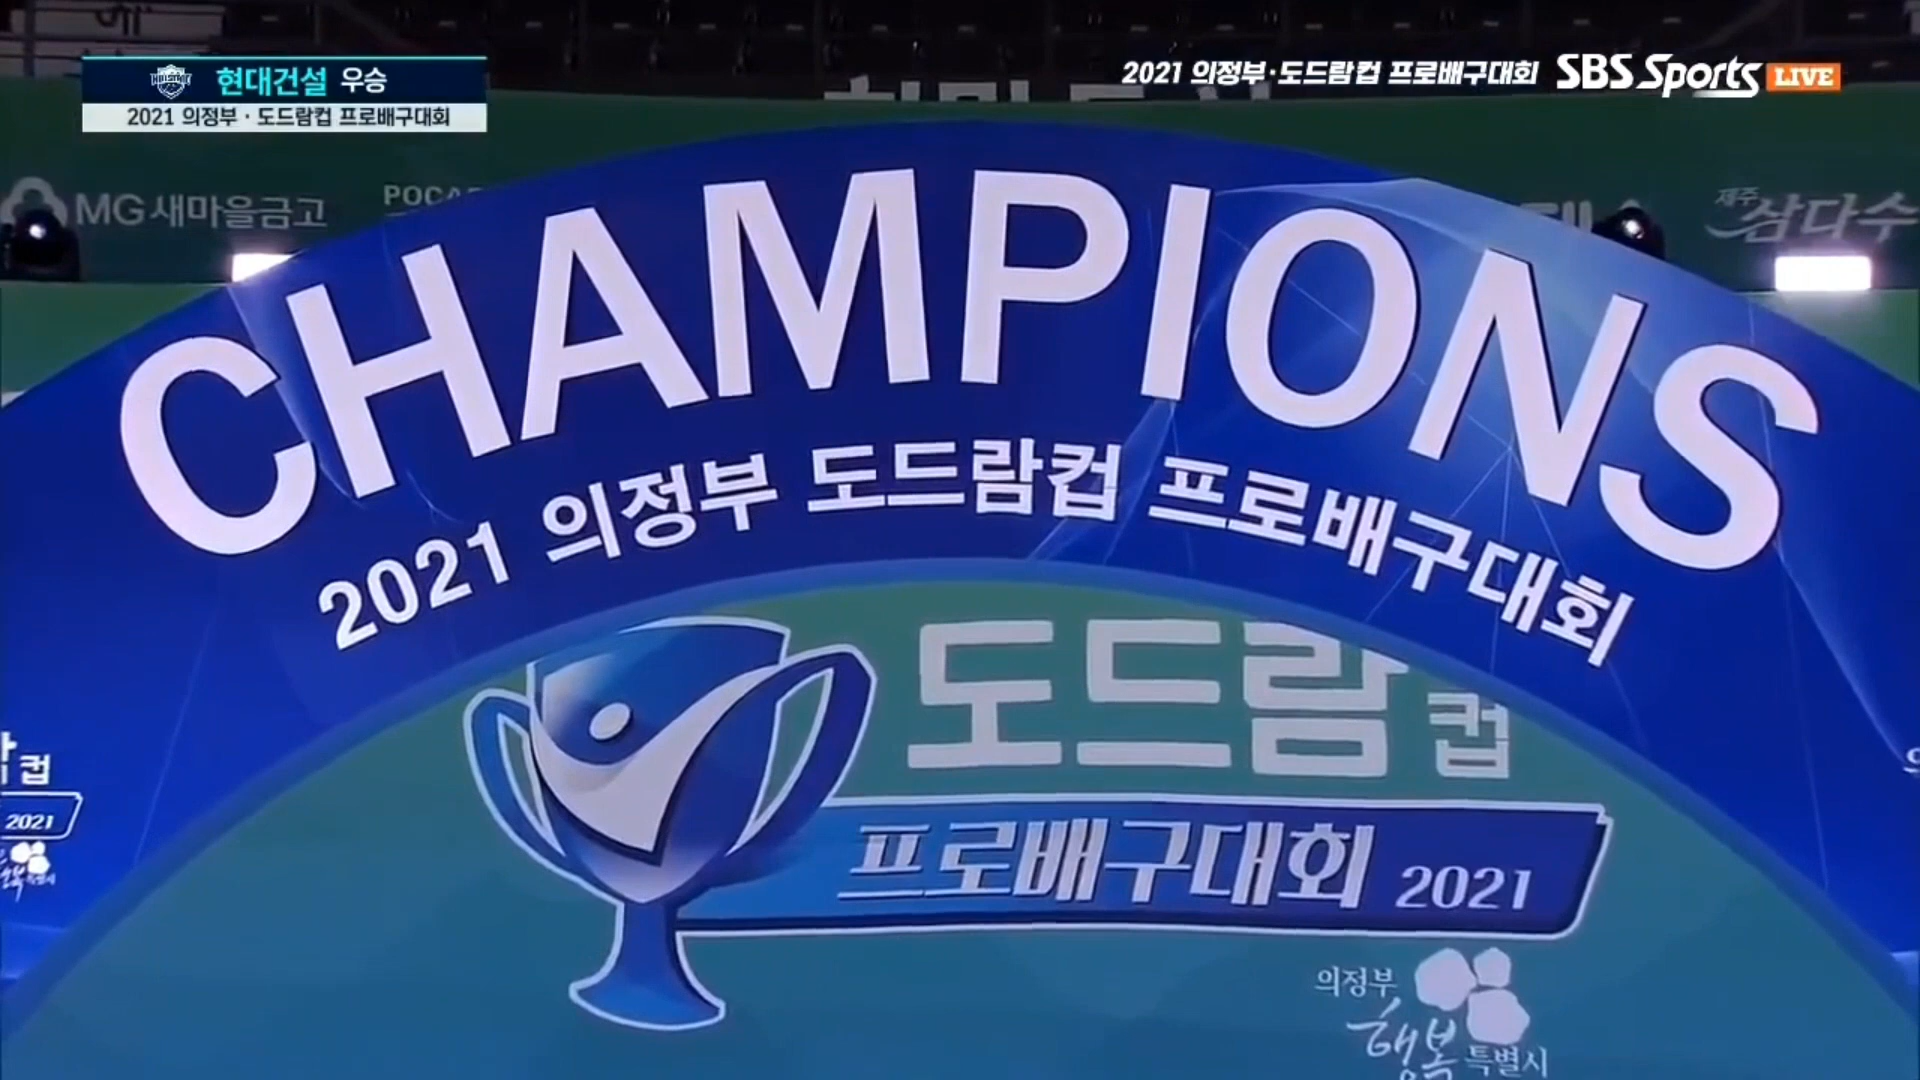 현대건설 우승
2021 의정부·도드람컵 프로배구대회
2021 의정부·도드람컵 프로배구대회 SBS Sports LIVE
MG새마을금고
제주 삼다수
CHAMPIONS
2021 의정부 도드람컵 프로배구대회
도드람컵
프로배구대회 2021
의정부
행복특별시
컵
2021